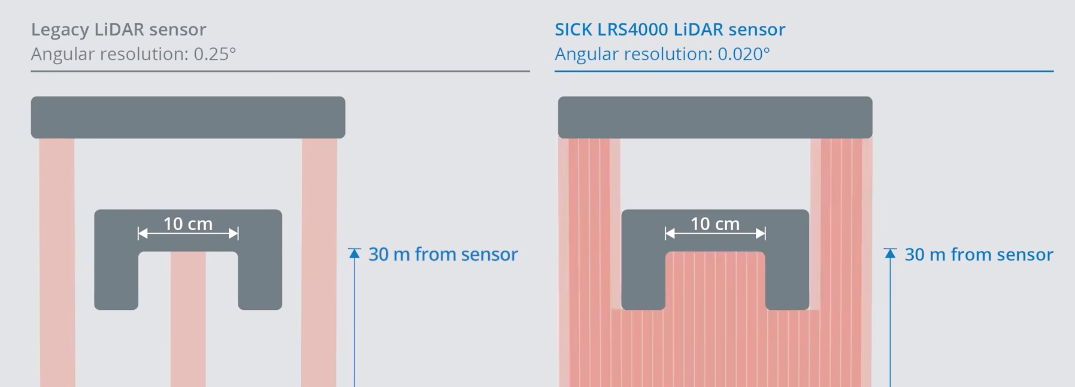 Legacy LiDAR sensor
Angular resolution: 0.25°
10 cm
30 m from sensor
SICK LRS4000 LiDAR sensor
Angular resolution: 0.020°
10 cm
30 m from sensor